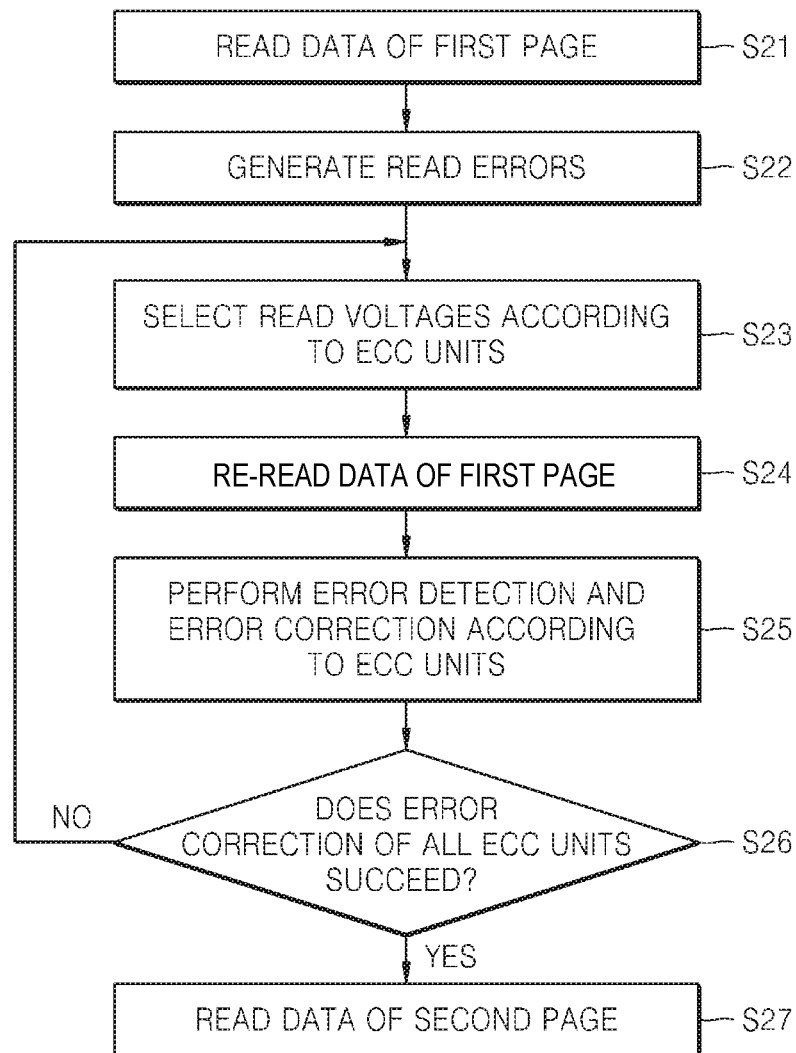 READ DATA OF FIRST PAGE
S21
GENERATE READ ERRORS
S22
SELECT READ VOLTAGES ACCORDING
TO ECC UNITS
S23
RE-READ DATA OF FIRST PAGE
S24
PERFORM ERROR DETECTION AND
ERROR CORRECTION ACCORDING
TO ECC UNITS
S25
NO
DOES ERROR
CORRECTION OF ALL ECC UNITS
SUCCEED?
S26
YES
READ DATA OF SECOND PAGE
S27